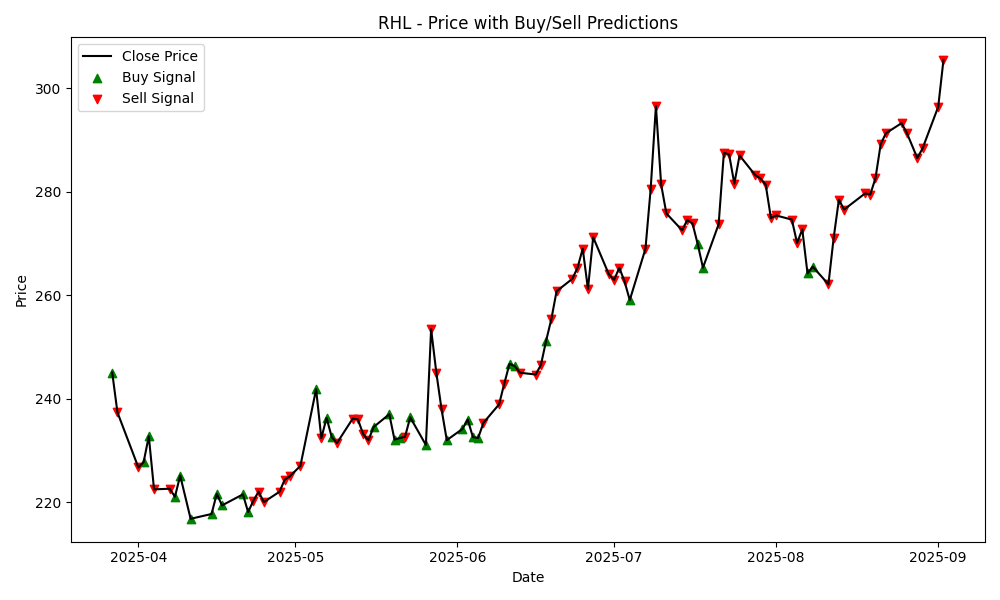 RHL - Price with Buy/Sell Predictions
Close Price
Buy Signal
Sell Signal
Price
300
280
260
240
220
2025-04 2025-05 2025-06 2025-07 2025-08 2025-09
Date